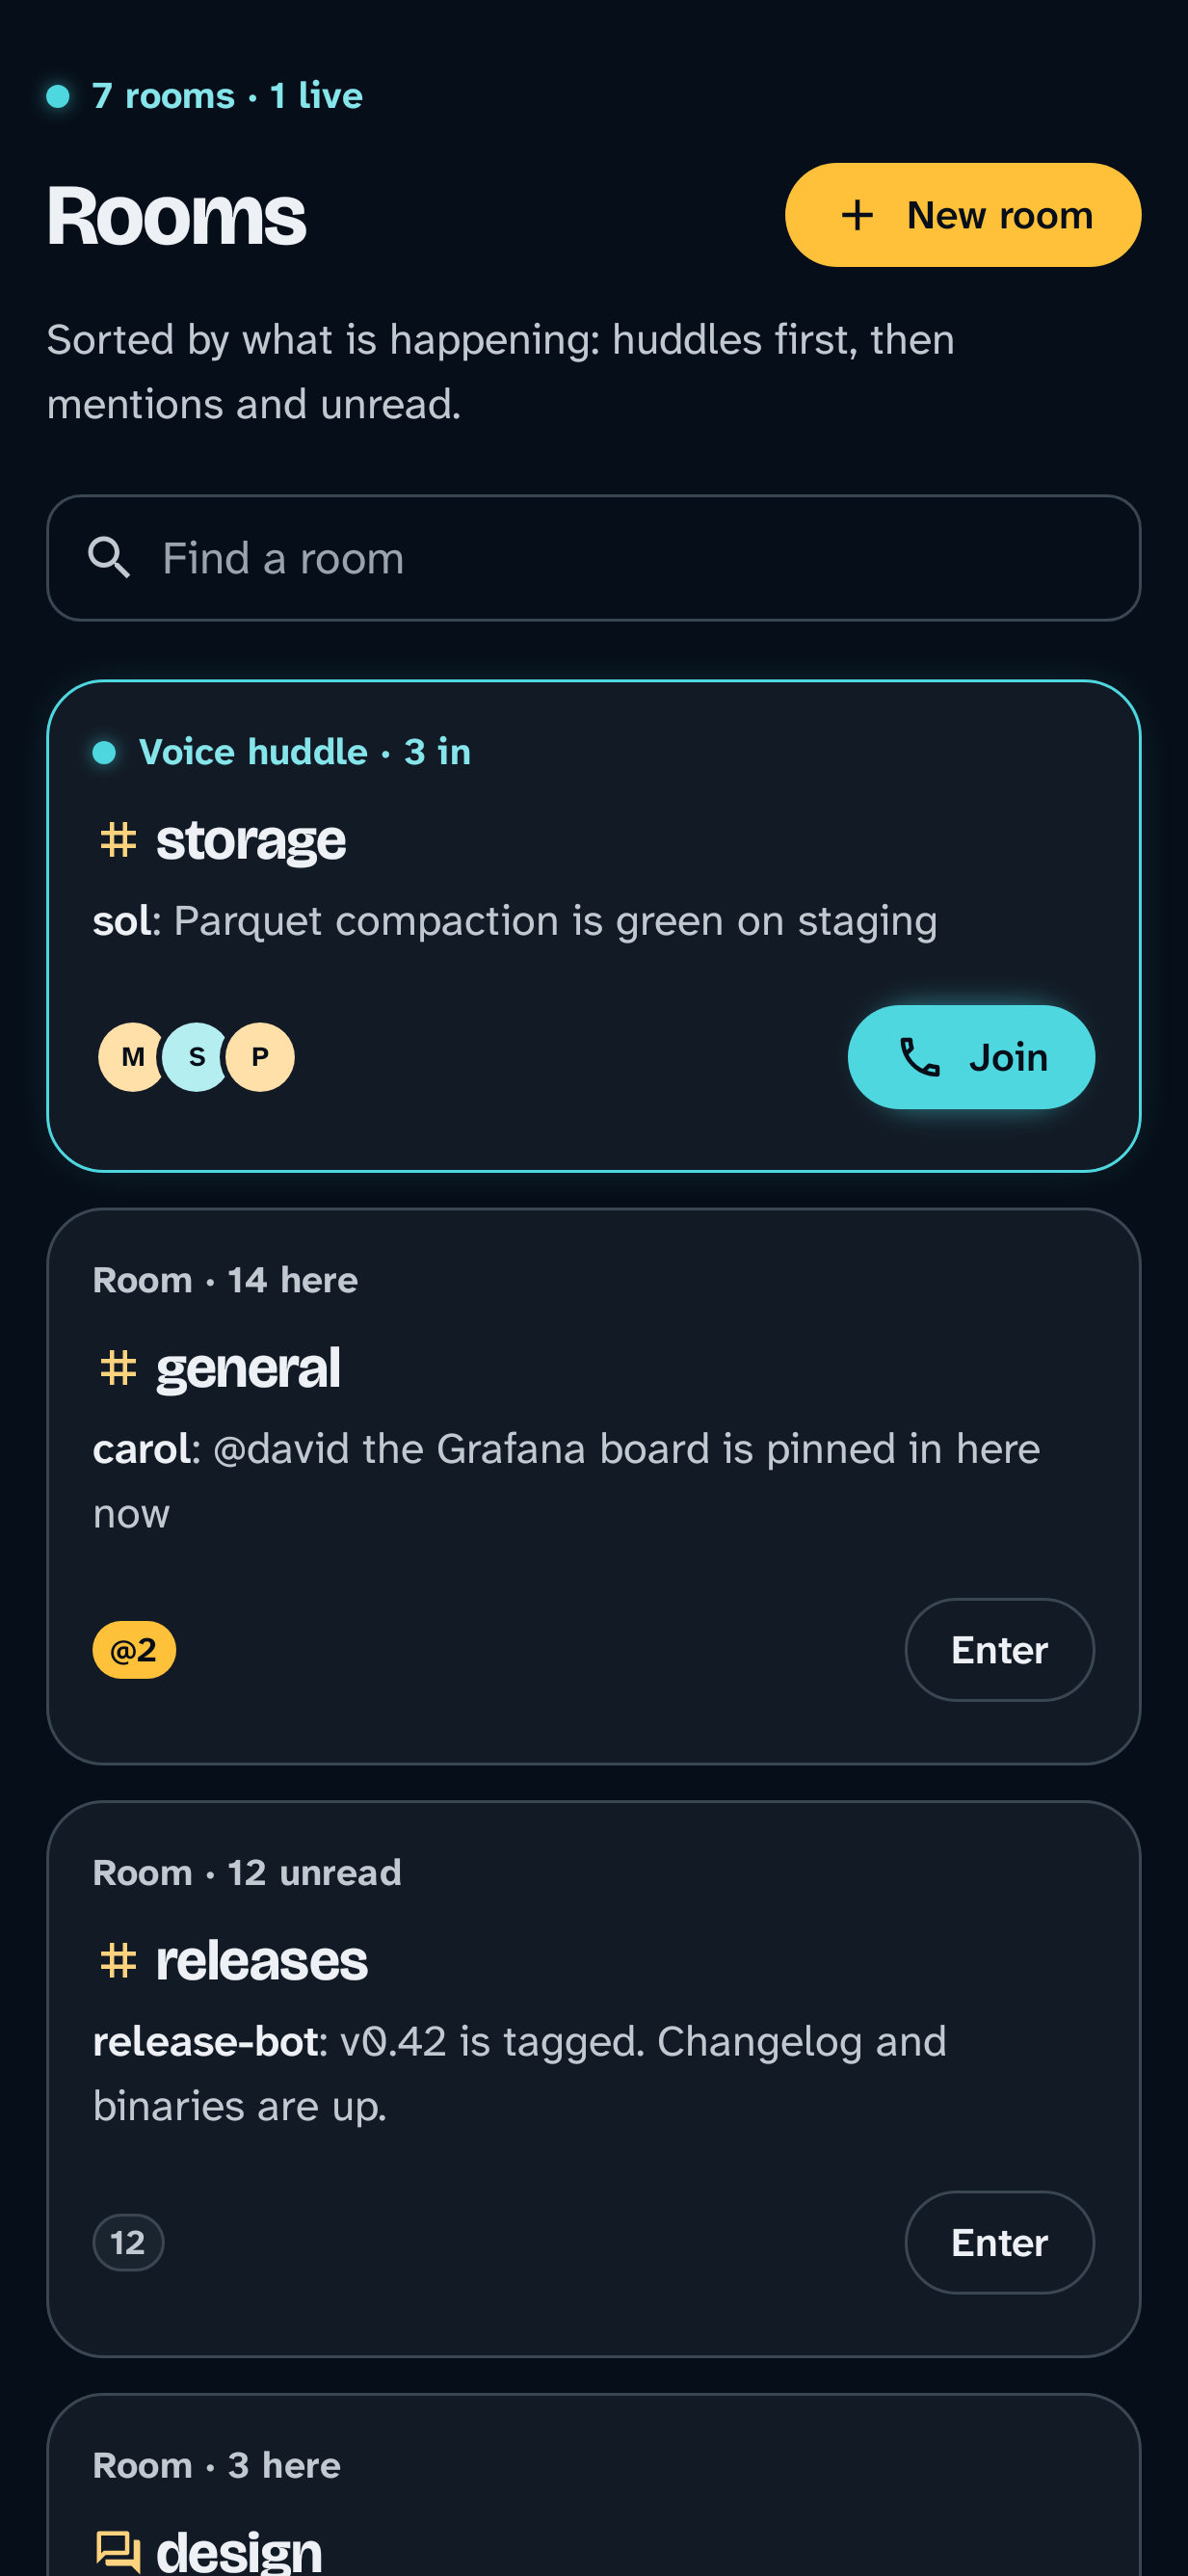 7 rooms · 1 live
Rooms
New room
Sorted by what is happening: huddles first, then
mentions and unread.
Find a room
Voice huddle · 3 in
# storage
sol: Parquet compaction is green on staging
M S P
Join
Room · 14 here
# general
carol: @david the Grafana board is pinned in here
now
@2
Enter
Room · 12 unread
# releases
release-bot: v0.42 is tagged. Changelog and
binaries are up.
12
Enter
Room · 3 here
design